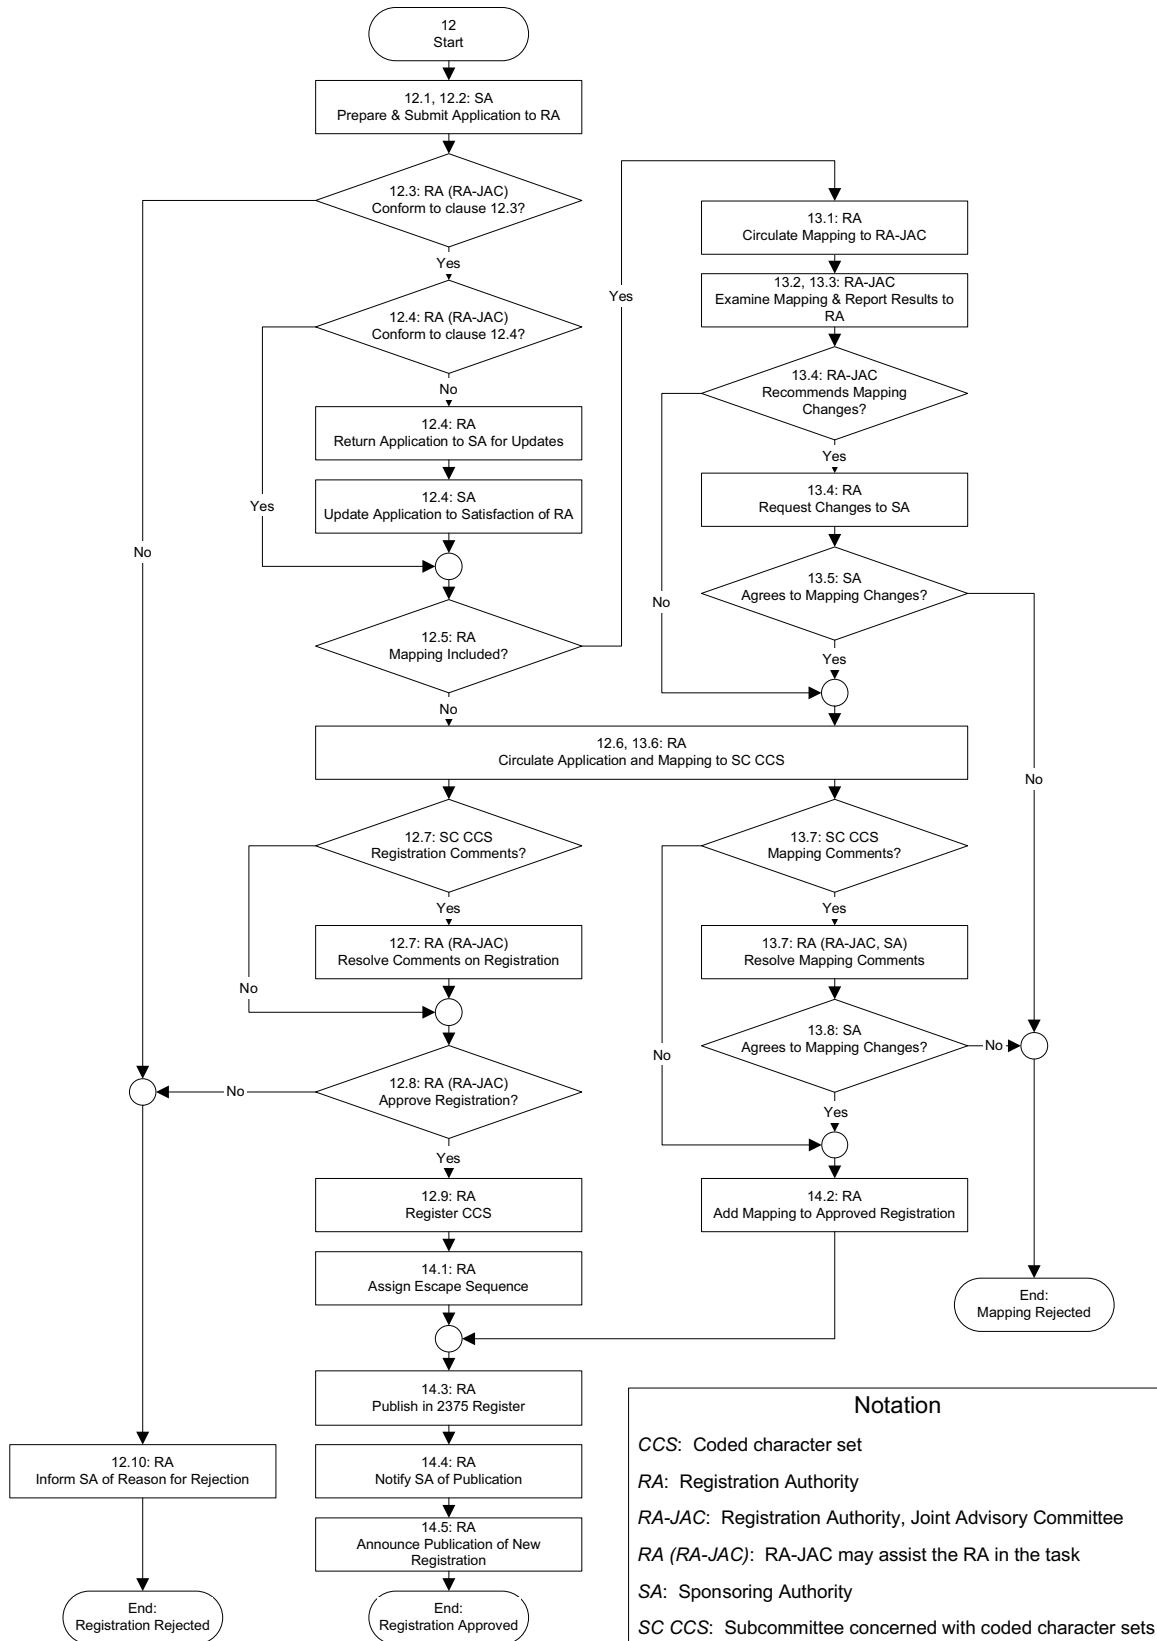 12
Start
12.1, 12.2: SA
Prepare & Submit Application to RA
12.3: RA (RA-JAC)
Conform to clause 12.3?
Yes
12.4: RA (RA-JAC)
Conform to clause 12.4?
No
12.4: RA
Return Application to SA for Updates
12.4: SA
Update Application to Satisfaction of RA
Yes
No
12.5: RA
Mapping Included?
No
Yes
13.1: RA
Circulate Mapping to RA-JAC
13.2, 13.3: RA-JAC
Examine Mapping & Report Results to
RA
13.4: RA-JAC
Recommends Mapping
Changes?
Yes
13.4: RA
Request Changes to SA
13.5: SA
Agrees to Mapping Changes?
No
Yes
No
12.6, 13.6: RA
Circulate Application and Mapping to SC CCS
12.7: SC CCS
Registration Comments?
Yes
12.7: RA (RA-JAC)
Resolve Comments on Registration
No
12.8: RA (RA-JAC)
Approve Registration?
No
Yes
12.9: RA
Register CCS
14.1: RA
Assign Escape Sequence
13.7: SC CCS
Mapping Comments?
Yes
13.7: RA (RA-JAC, SA)
Resolve Mapping Comments
13.8: SA
Agrees to Mapping Changes?
No
No
Yes
14.2: RA
Add Mapping to Approved Registration
End:
Mapping Rejected
14.3: RA
Publish in 2375 Register
14.4: RA
Notify SA of Publication
14.5: RA
Announce Publication of New
Registration
End:
Registration Approved
12.10: RA
Inform SA of Reason for Rejection
End:
Registration Rejected
Notation
CCS: Coded character set
RA: Registration Authority
RA-JAC: Registration Authority, Joint Advisory Committee
RA (RA-JAC): RA-JAC may assist the RA in the task
SA: Sponsoring Authority
SC CCS: Subcommittee concerned with coded character sets